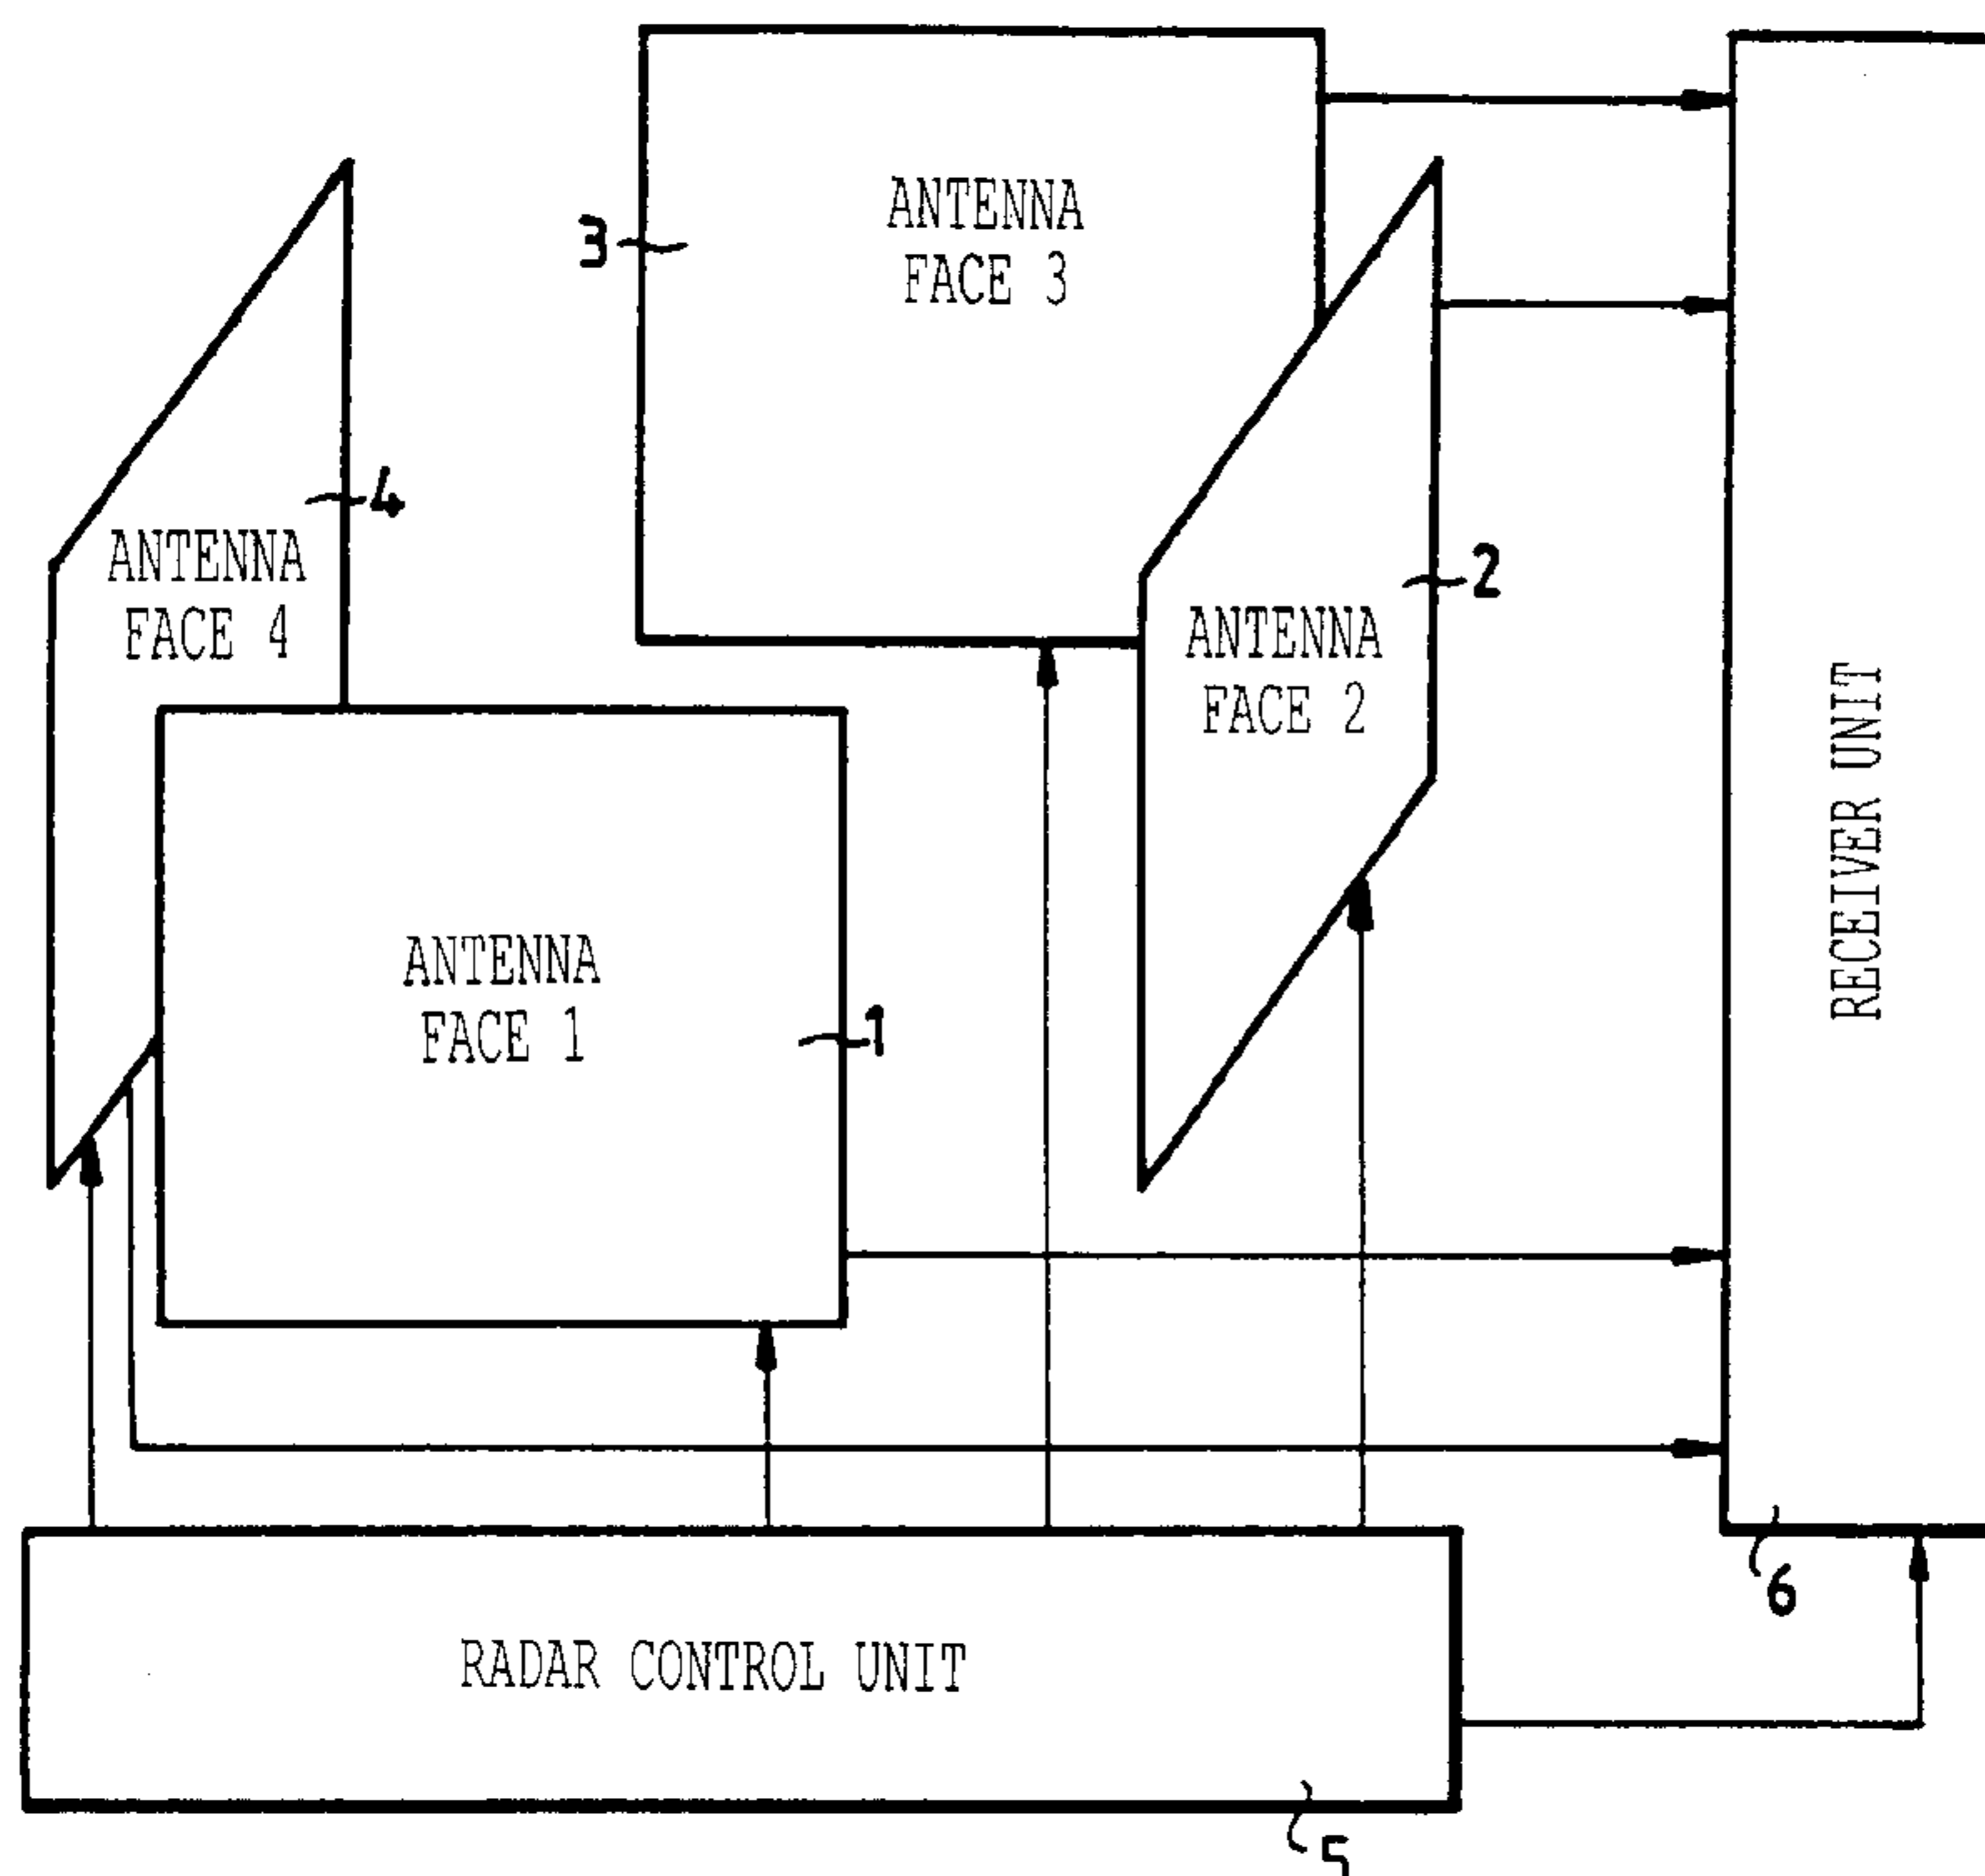 ANTENNA
FACE 3
3
ANTENNA
FACE 4
4
ANTENNA
FACE 2
2
RECEIVER UNIT
ANTENNA
FACE 1
1
6
RADAR CONTROL UNIT
5